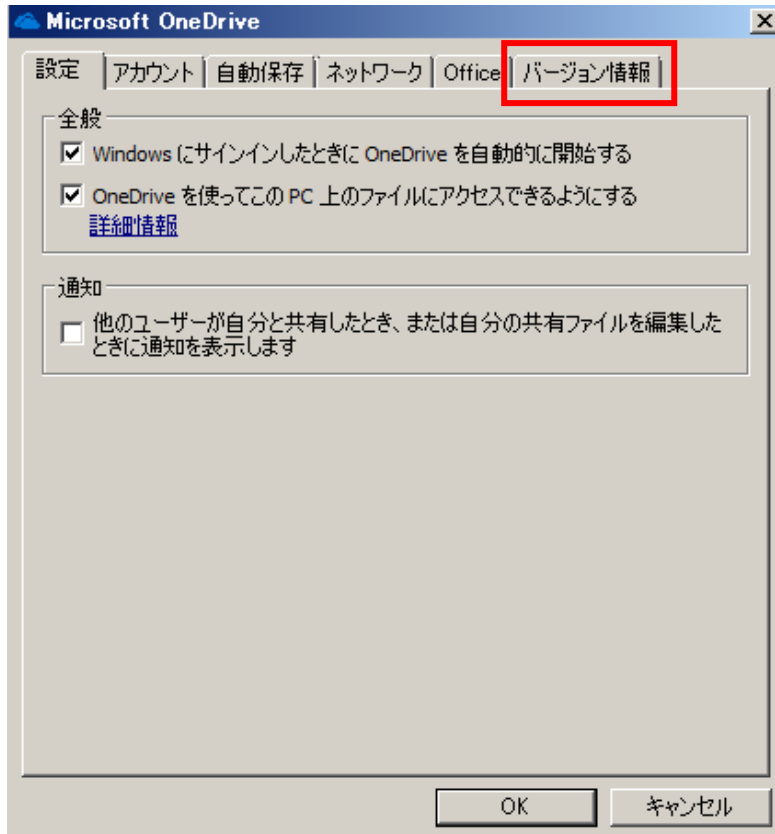 Microsoft OneDrive
設定 アカウント 自動保存 ネットワーク Office バージョン情報
全般
Windows にサインインしたときに OneDrive を自動的に開始する
OneDrive を使ってこの PC 上のファイルにアクセスできるようにする
詳細情報
通知
他のユーザーが自分と共有したとき、または自分の共有ファイルを編集した
ときに通知を表示します
OK キャンセル